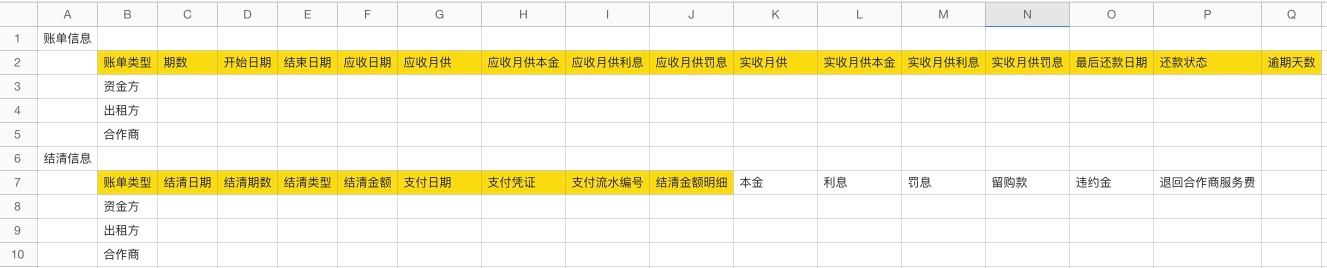 A B C D E F G H I J K L M N O P Q
1 账单信息
2 账单类型 期数 开始日期 结束日期 应收日期 应收月供 应收月供本金 应收月供利息 应收月供罚息 实收月供 实收月供本金 实收月供利息 实收月供罚息 最后还款日期 还款状态 逾期天数
3 资金方
4 出租方
5 合作商
6 结清信息
7 账单类型 结清日期 结清期数 结清类型 结清金额 支付日期 支付凭证 支付流水编号 结清金额明细 本金 利息 罚息 留购款 违约金 退回合作商服务费
8 资金方
9 出租方
10 合作商